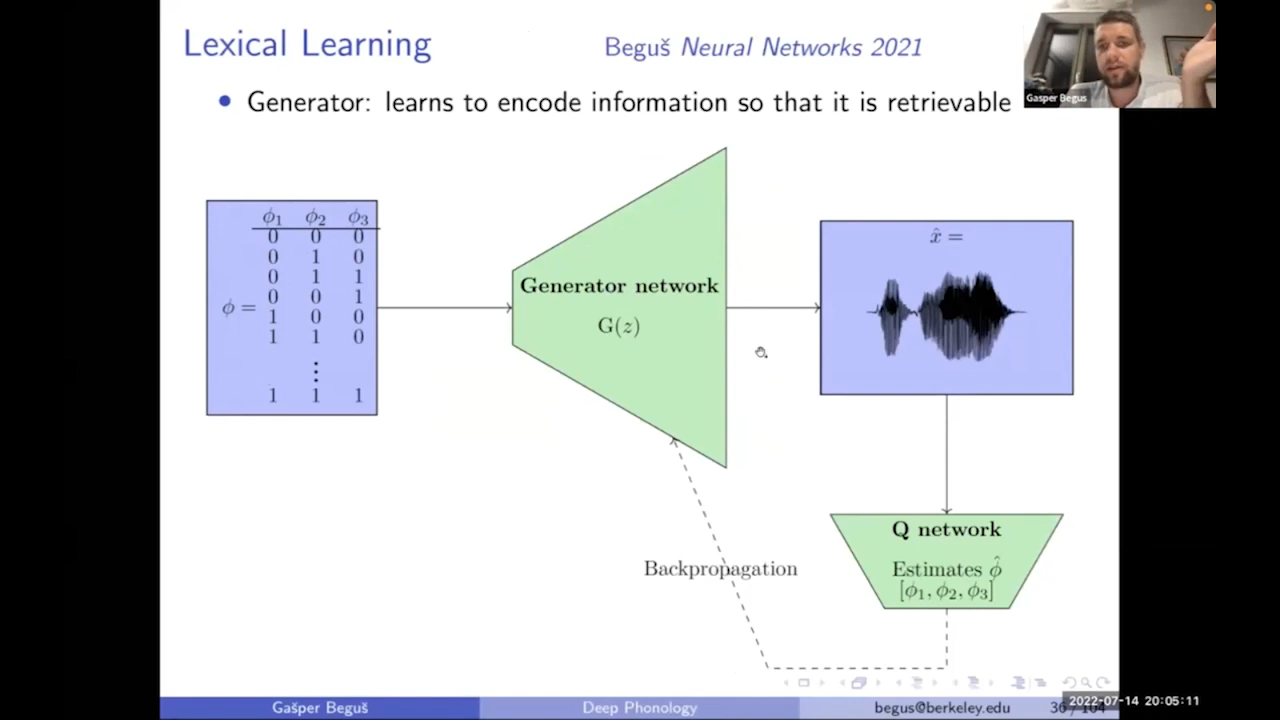 Lexical Learning
Beguš Neural Networks 2021
Gasper Begus
• Generator: learns to encode information so that it is retrievable
ϕ1 ϕ2 ϕ3
0 0 0
0 1 0
0 1 1
ϕ = 0 0 1
1 0 0
1 1 0
⋮
1 1 1
Generator network
G(z)
x̂ =
Q network
Estimates ϕ̂
[ϕ1, ϕ2, ϕ3]
Backpropagation
Gašper Beguš
Deep Phonology
begus@berkeley.edu
36 / 104
2022-07-14 20:05:11